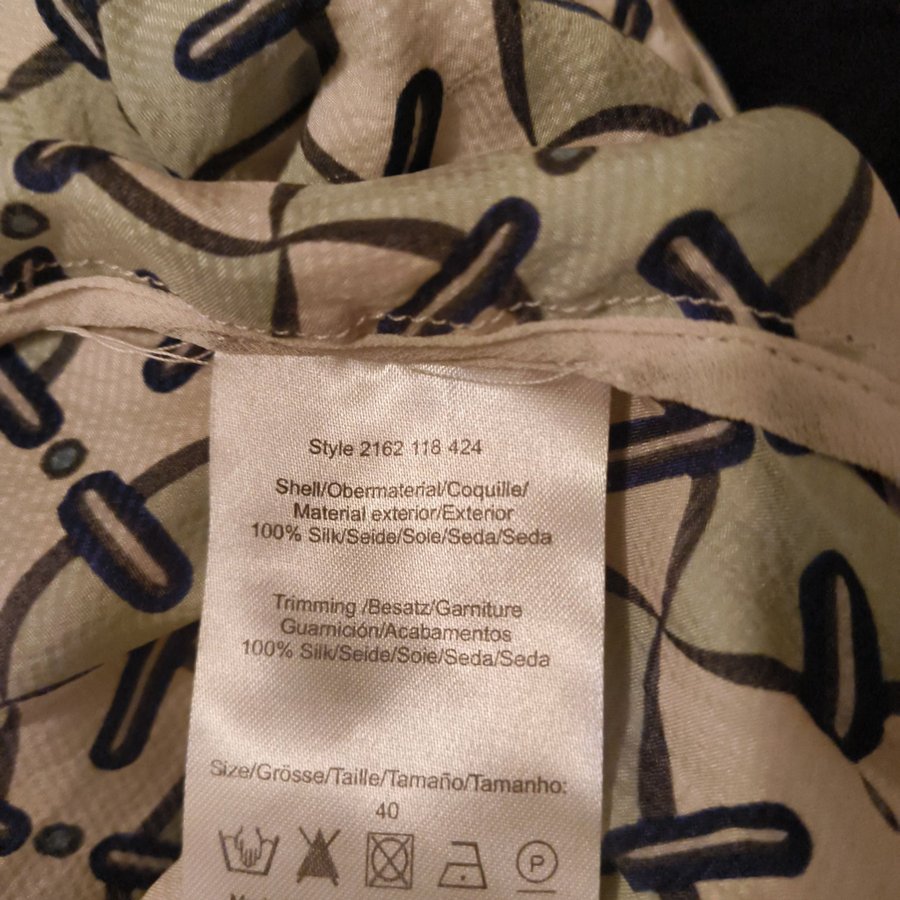 Style 2162 118 424
Shell/Obermaterial/Coquille/
Material exterior/Exterior
100% Silk/Seide/Soie/Seda/Seda
Trimming /Besatz/Garniture
Guarnición/Acabamentos
100% Silk/Seide/Soie/Seda/Seda
Size/Grösse/Taille/Tamaño/Tamanho:
40
P